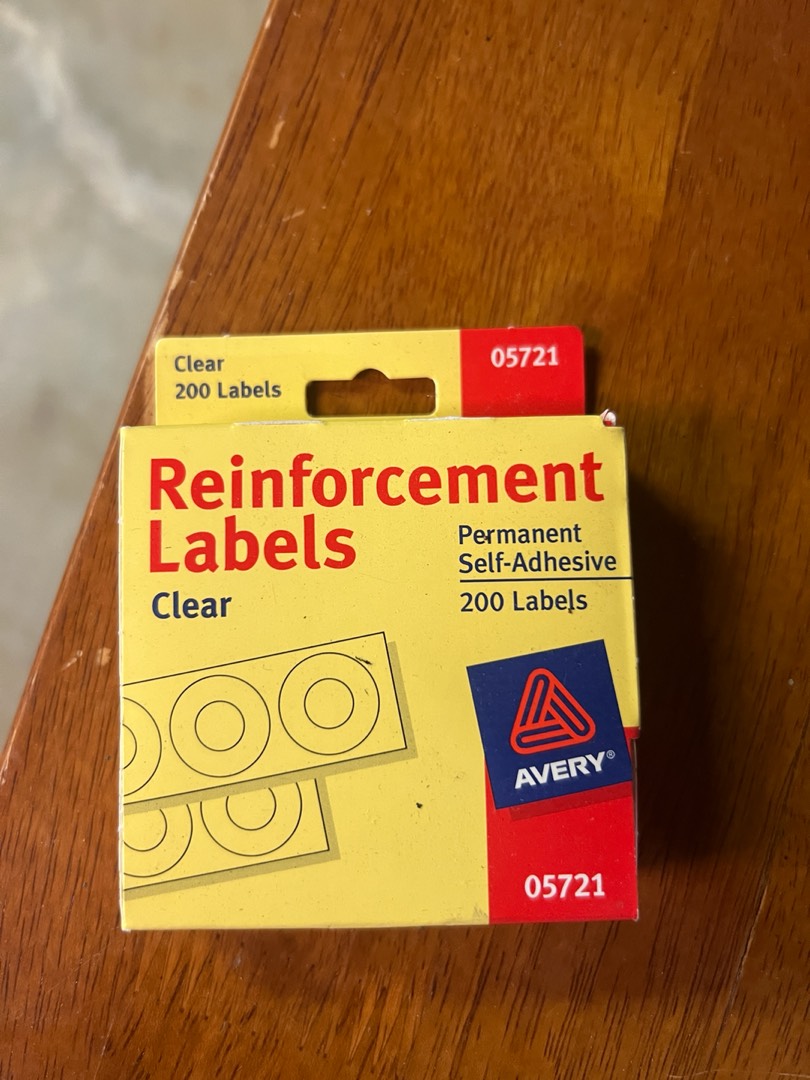 Clear
200 Labels
05721
Reinforcement
Labels
Clear
Permanent
Self-Adhesive
200 Labels
AVERY®
05721